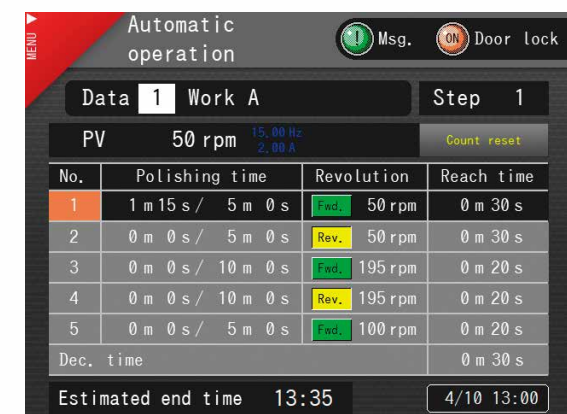 MENU
Automatic
operation
! Msg.
ON Door lock
Data 1 Work A
Step 1
PV 50 rpm 15.00 Hz
2.00 A
Count reset
No. Polishing time Revolution Reach time
1 1 m 15 s / 5 m 0 s Fwd. 50 rpm 0 m 30 s
2 0 m 0 s / 5 m 0 s Rev. 50 rpm 0 m 30 s
3 0 m 0 s / 10 m 0 s Fwd. 195 rpm 0 m 20 s
4 0 m 0 s / 10 m 0 s Rev. 195 rpm 0 m 20 s
5 0 m 0 s / 5 m 0 s Fwd. 100 rpm 0 m 20 s
Dec. time 0 m 30 s
Estimated end time 13:35
4/10 13:00